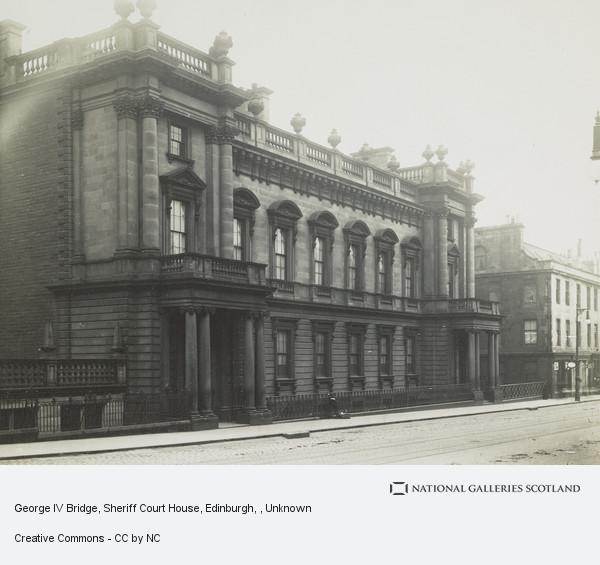 NATIONAL GALLERIES SCOTLAND
George IV Bridge, Sheriff Court House, Edinburgh, , Unknown
Creative Commons - CC by NC